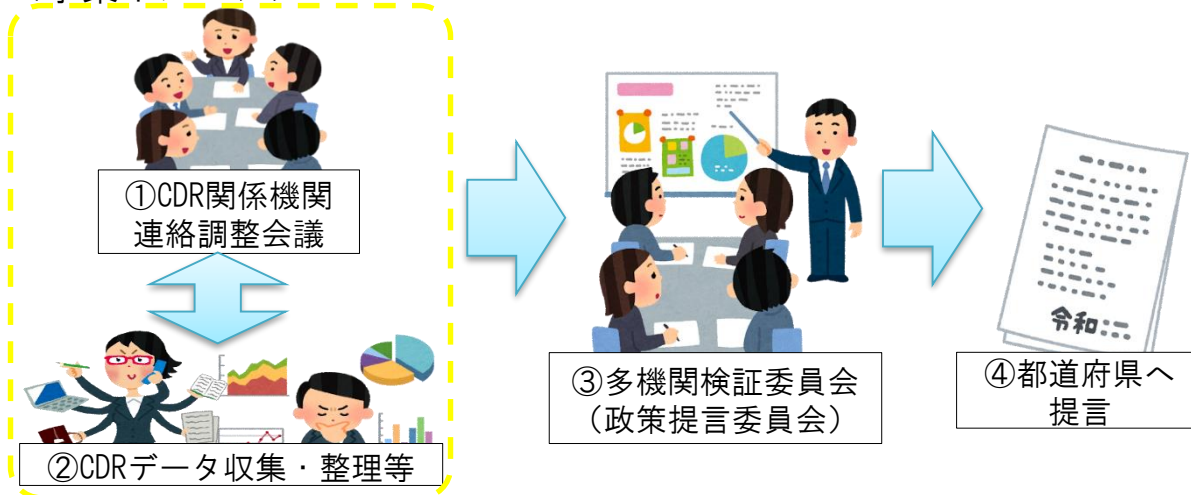 ①CDR関係機関
連絡調整会議
②CDRデータ収集・整理等
③多機関検証委員会
（政策提言委員会）
④都道府県へ
提言
令和